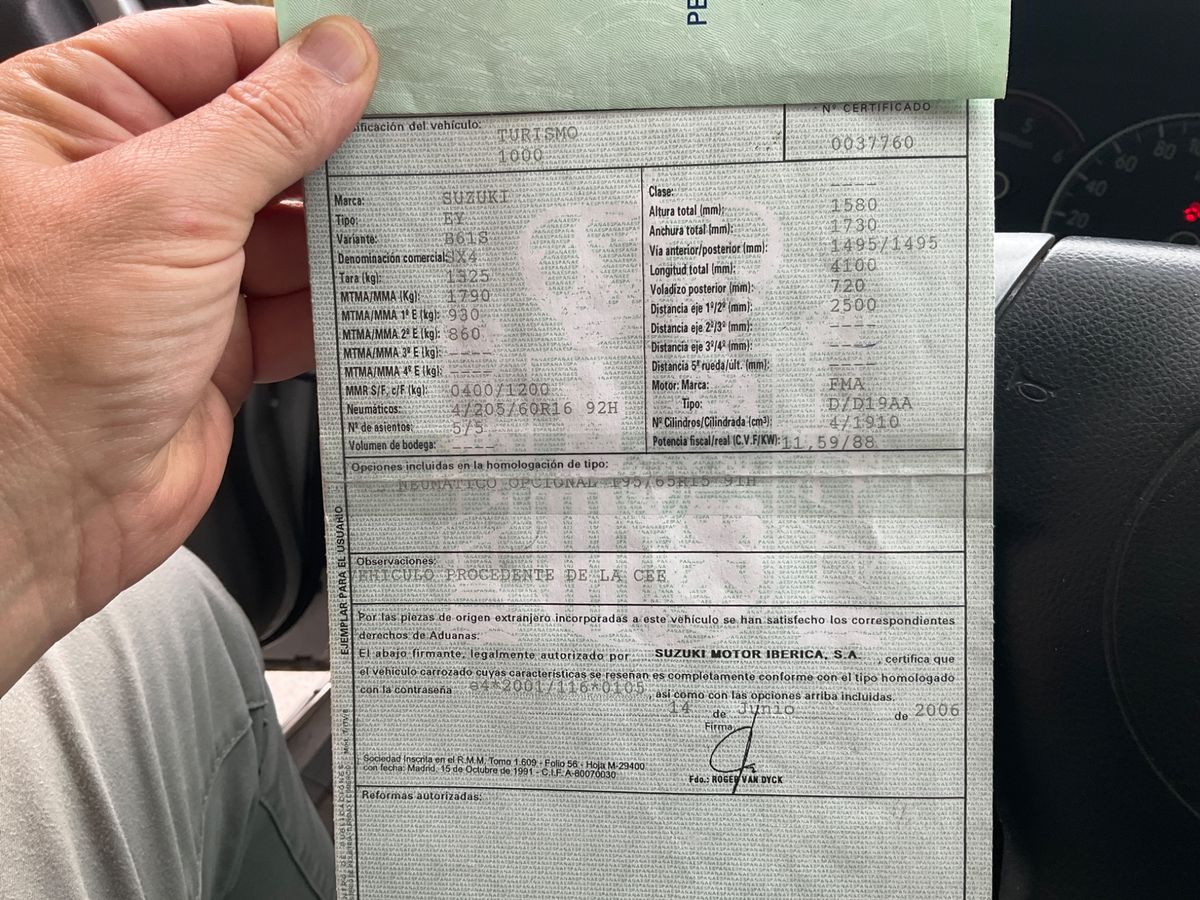 PE
ificación del vehículo: TURISMO
1000
Nº CERTIFICADO
0037760
Marca: SUZUKI
Tipo: EY
Variante: B61S
Denominación comercial: SX4
Tara (kg): 1325
MTMA/MMA (Kg): 1790
MTMA/MMA 1º E (kg): 930
MTMA/MMA 2º E (kg): 860
MTMA/MMA 3º E (kg): ----
MTMA/MMA 4º E (kg): ----
MMR S/F, c/F (kg): 0400/1200
Neumáticos: 4/205/60R16 92H
Nº de asientos: 5/5
Volumen de bodega: ----
Clase: ----
Altura total (mm): 1580
Anchura total (mm): 1730
Vía anterior/posterior (mm): 1495/1495
Longitud total (mm): 4100
Voladizo posterior (mm): 720
Distancia eje 1º/2º (mm): 2500
Distancia eje 2º/3º (mm): ----
Distancia eje 3º/4º (mm): ----
Distancia 5ª rueda/últ. (mm): ----
Motor: Marca: FMA
Tipo: D/D19AA
Nº Cilindros/Cilindrada (cm³) 4/1910
Potencia fiscal/real (C.V.F/KW): 11,59/88
Opciones incluidas en la homologación de tipo:
NEUMATICO OPCIONAL 195/65R15 91H
Observaciones:
VEHICULO PROCEDENTE DE LA CEE
Por las piezas de origen extranjero incorporadas a este vehículo se han satisfecho los correspondientes
derechos de Aduanas.
El abajo firmante, legalmente autorizado por SUZUKI MOTOR IBERICA, S.A. , certifica que
el vehículo carrozado cuyas características se reseñan es completamente conforme con el tipo homologado
con la contraseña e4*2001/116*0105, así como con las opciones arriba incluidas.
14 de Junio de 2006
Firma,
Sociedad Inscrita en el R.M.M. Tomo 1.609 - Folio 56 - Hoja M-29400
con fecha: Madrid, 15 de Octubre de 1991 - C.I.F. A-80070030
Fdo.: ROGER VAN DYCK
Reformas autorizadas:
EJEMPLAR PARA EL USUARIO
5
6
20
40
60
80